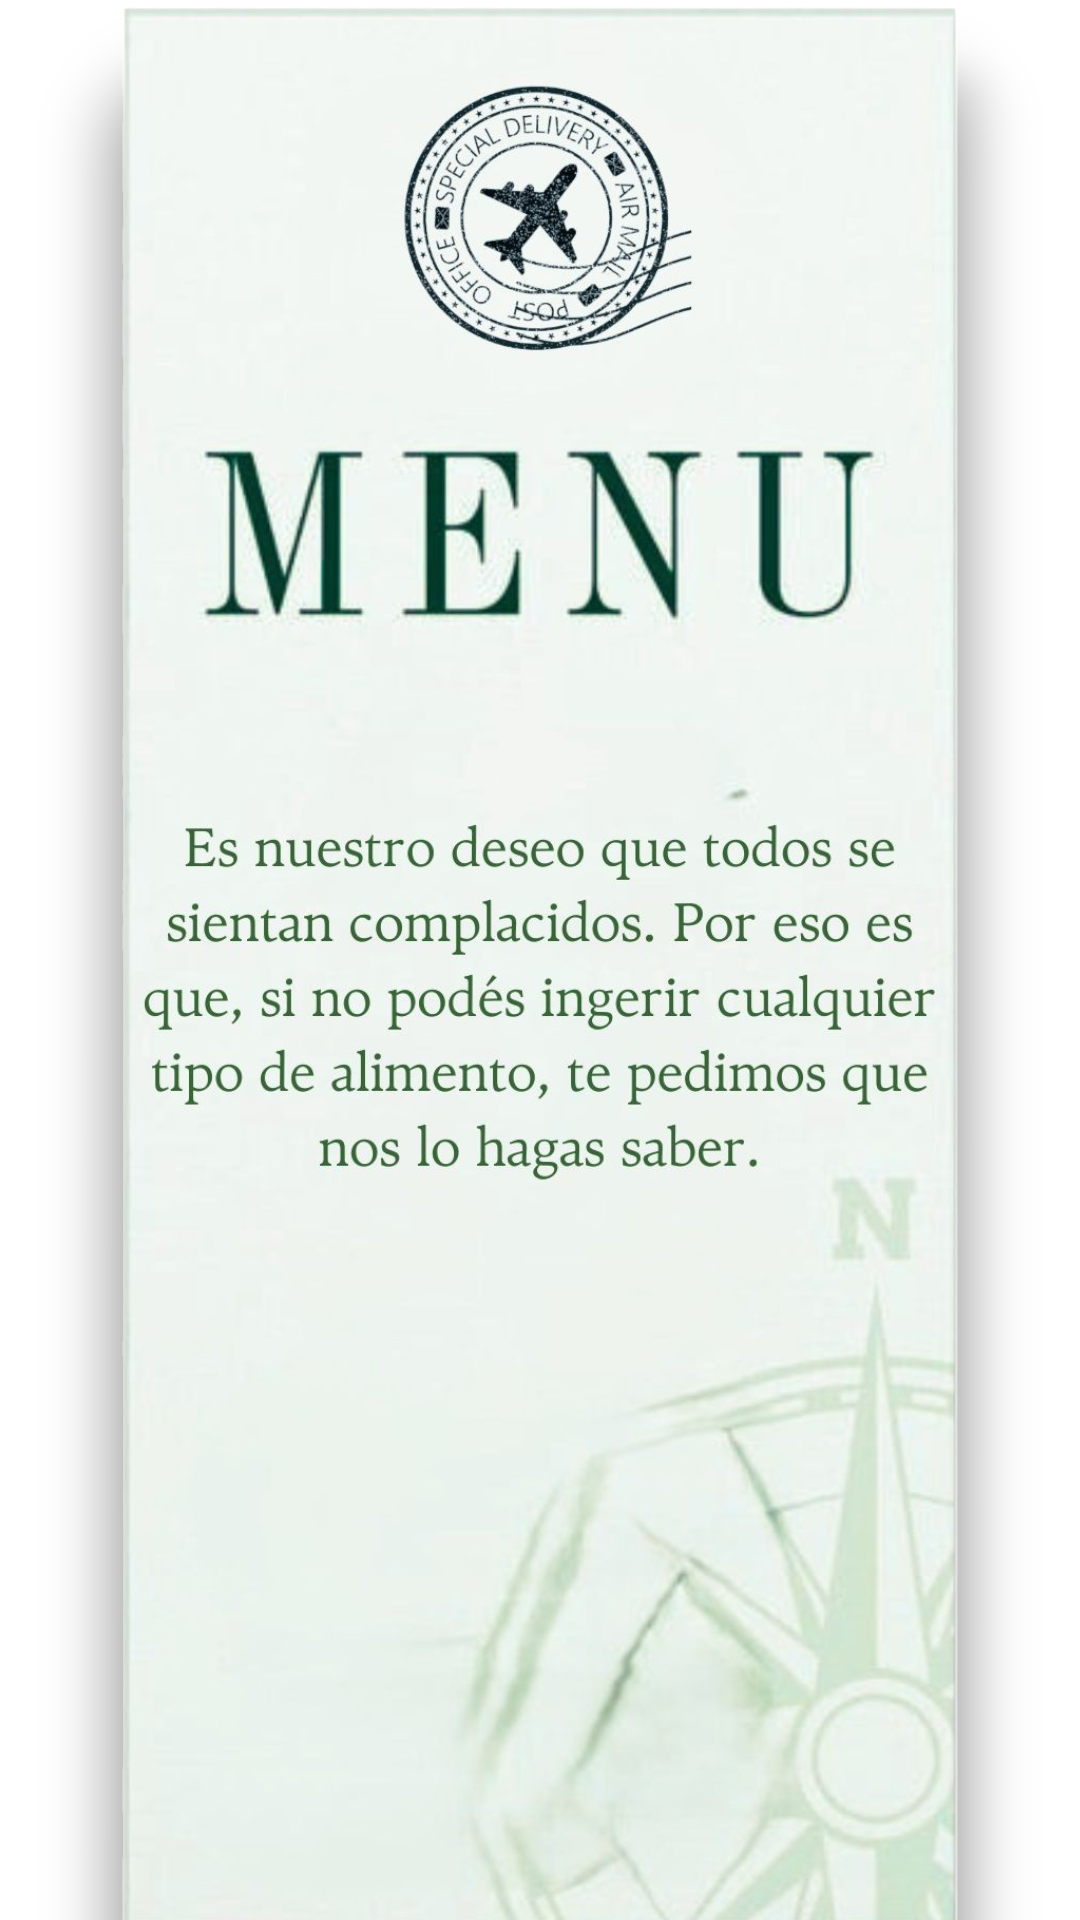 SPECIAL DELIVERY
AIR MAIL
POST OFFICE
MENU
Es nuestro deseo que todos se
sientan complacidos. Por eso es
que, si no podés ingerir cualquier
tipo de alimento, te pedimos que
nos lo hagas saber.
N